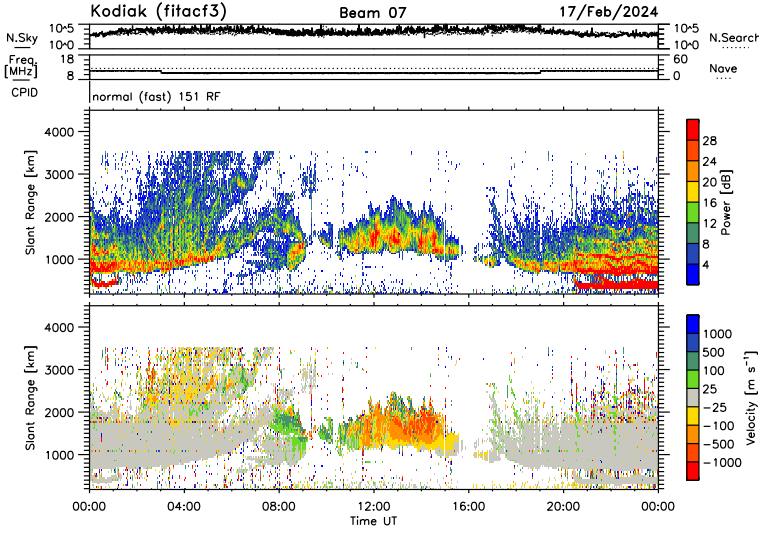 Kodiak (fitacf3) Beam 07 17/Feb/2024
N.Sky 10^5 10^0 10^5 10^0 N.Search
Freq. [MHz] 18 8 60 0 Nave
CPID normal (fast) 151 RF
Slant Range [km] 4000 3000 2000 1000
28 24 20 16 12 8 4 Power [dB]
Slant Range [km] 4000 3000 2000 1000
1000 500 100 25 −25 −100 −500 −1000 Velocity [m s⁻¹]
00:00 04:00 08:00 12:00 16:00 20:00 00:00
Time UT